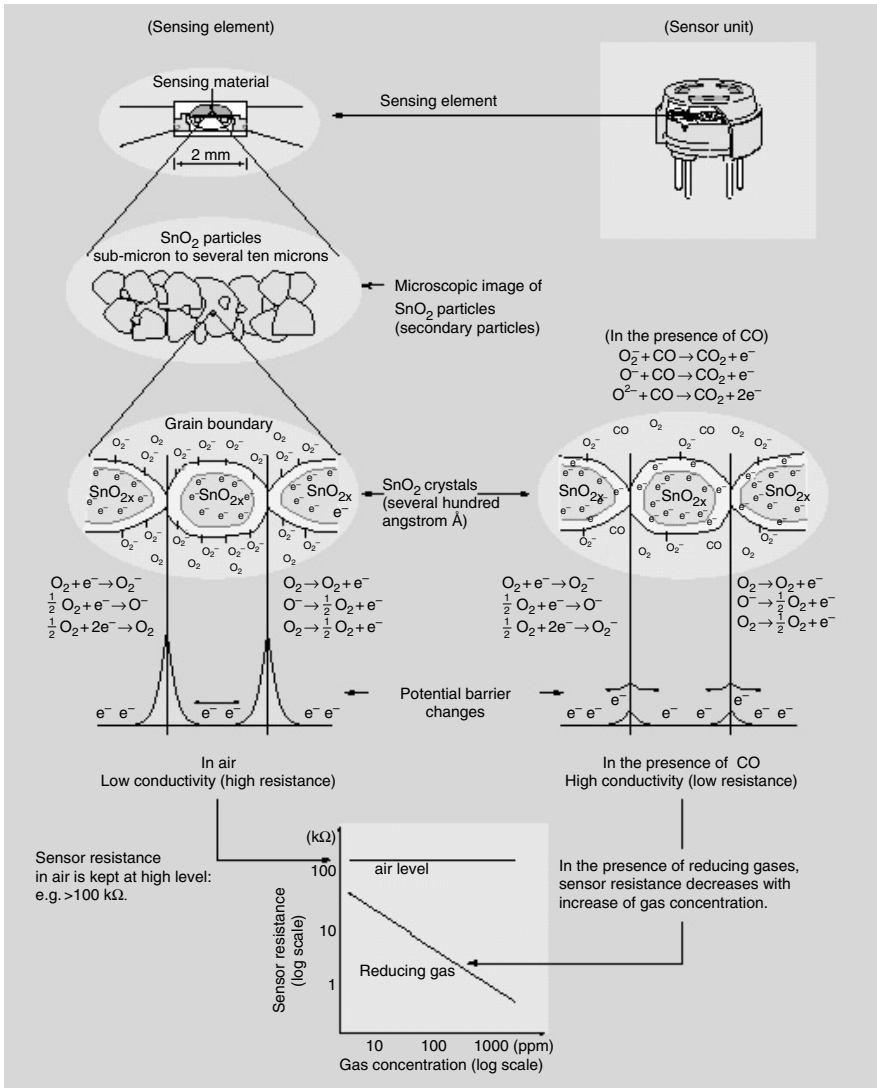 (Sensing element)
(Sensor unit)
Sensing material
Sensing element
2 mm
SnO₂ particles
sub-micron to several ten microns
Microscopic image of
SnO₂ particles
(secondary particles)
(In the presence of CO)
O₂⁻ + CO → CO₂ + e⁻
O⁻ + CO → CO₂ + e⁻
O²⁻ + CO → CO₂ + 2e⁻
Grain boundary
SnO₂x
SnO₂x
SnO₂x
SnO₂ crystals
(several hundred
angstrom Å)
SnO₂x
SnO₂x
SnO₂x
O₂ + e⁻ → O₂⁻
½ O₂ + e⁻ → O⁻
½ O₂ + 2e⁻ → O₂
O₂ → O₂ + e⁻
O⁻ → ½ O₂ + e⁻
O₂ → ½ O₂ + e⁻
O₂ + e⁻ → O₂⁻
½ O₂ + e⁻ → O⁻
½ O₂ + 2e⁻ → O₂⁻
O₂ → O₂ + e⁻
O⁻ → ½ O₂ + e⁻
O₂ → ½ O₂ + e⁻
Potential barrier
changes
e⁻ e⁻ e⁻ e⁻ e⁻ e⁻
e⁻ e⁻
e⁻ e⁻ e⁻ e⁻ e⁻ e⁻
In air
Low conductivity (high resistance)
In the presence of CO
High conductivity (low resistance)
Sensor resistance
in air is kept at high level:
e.g. >100 kΩ.
(kΩ)
100
10
1
air level
Reducing gas
Sensor resistance
(log scale)
10 100 1000 (ppm)
Gas concentration (log scale)
In the presence of reducing gases,
sensor resistance decreases with
increase of gas concentration.